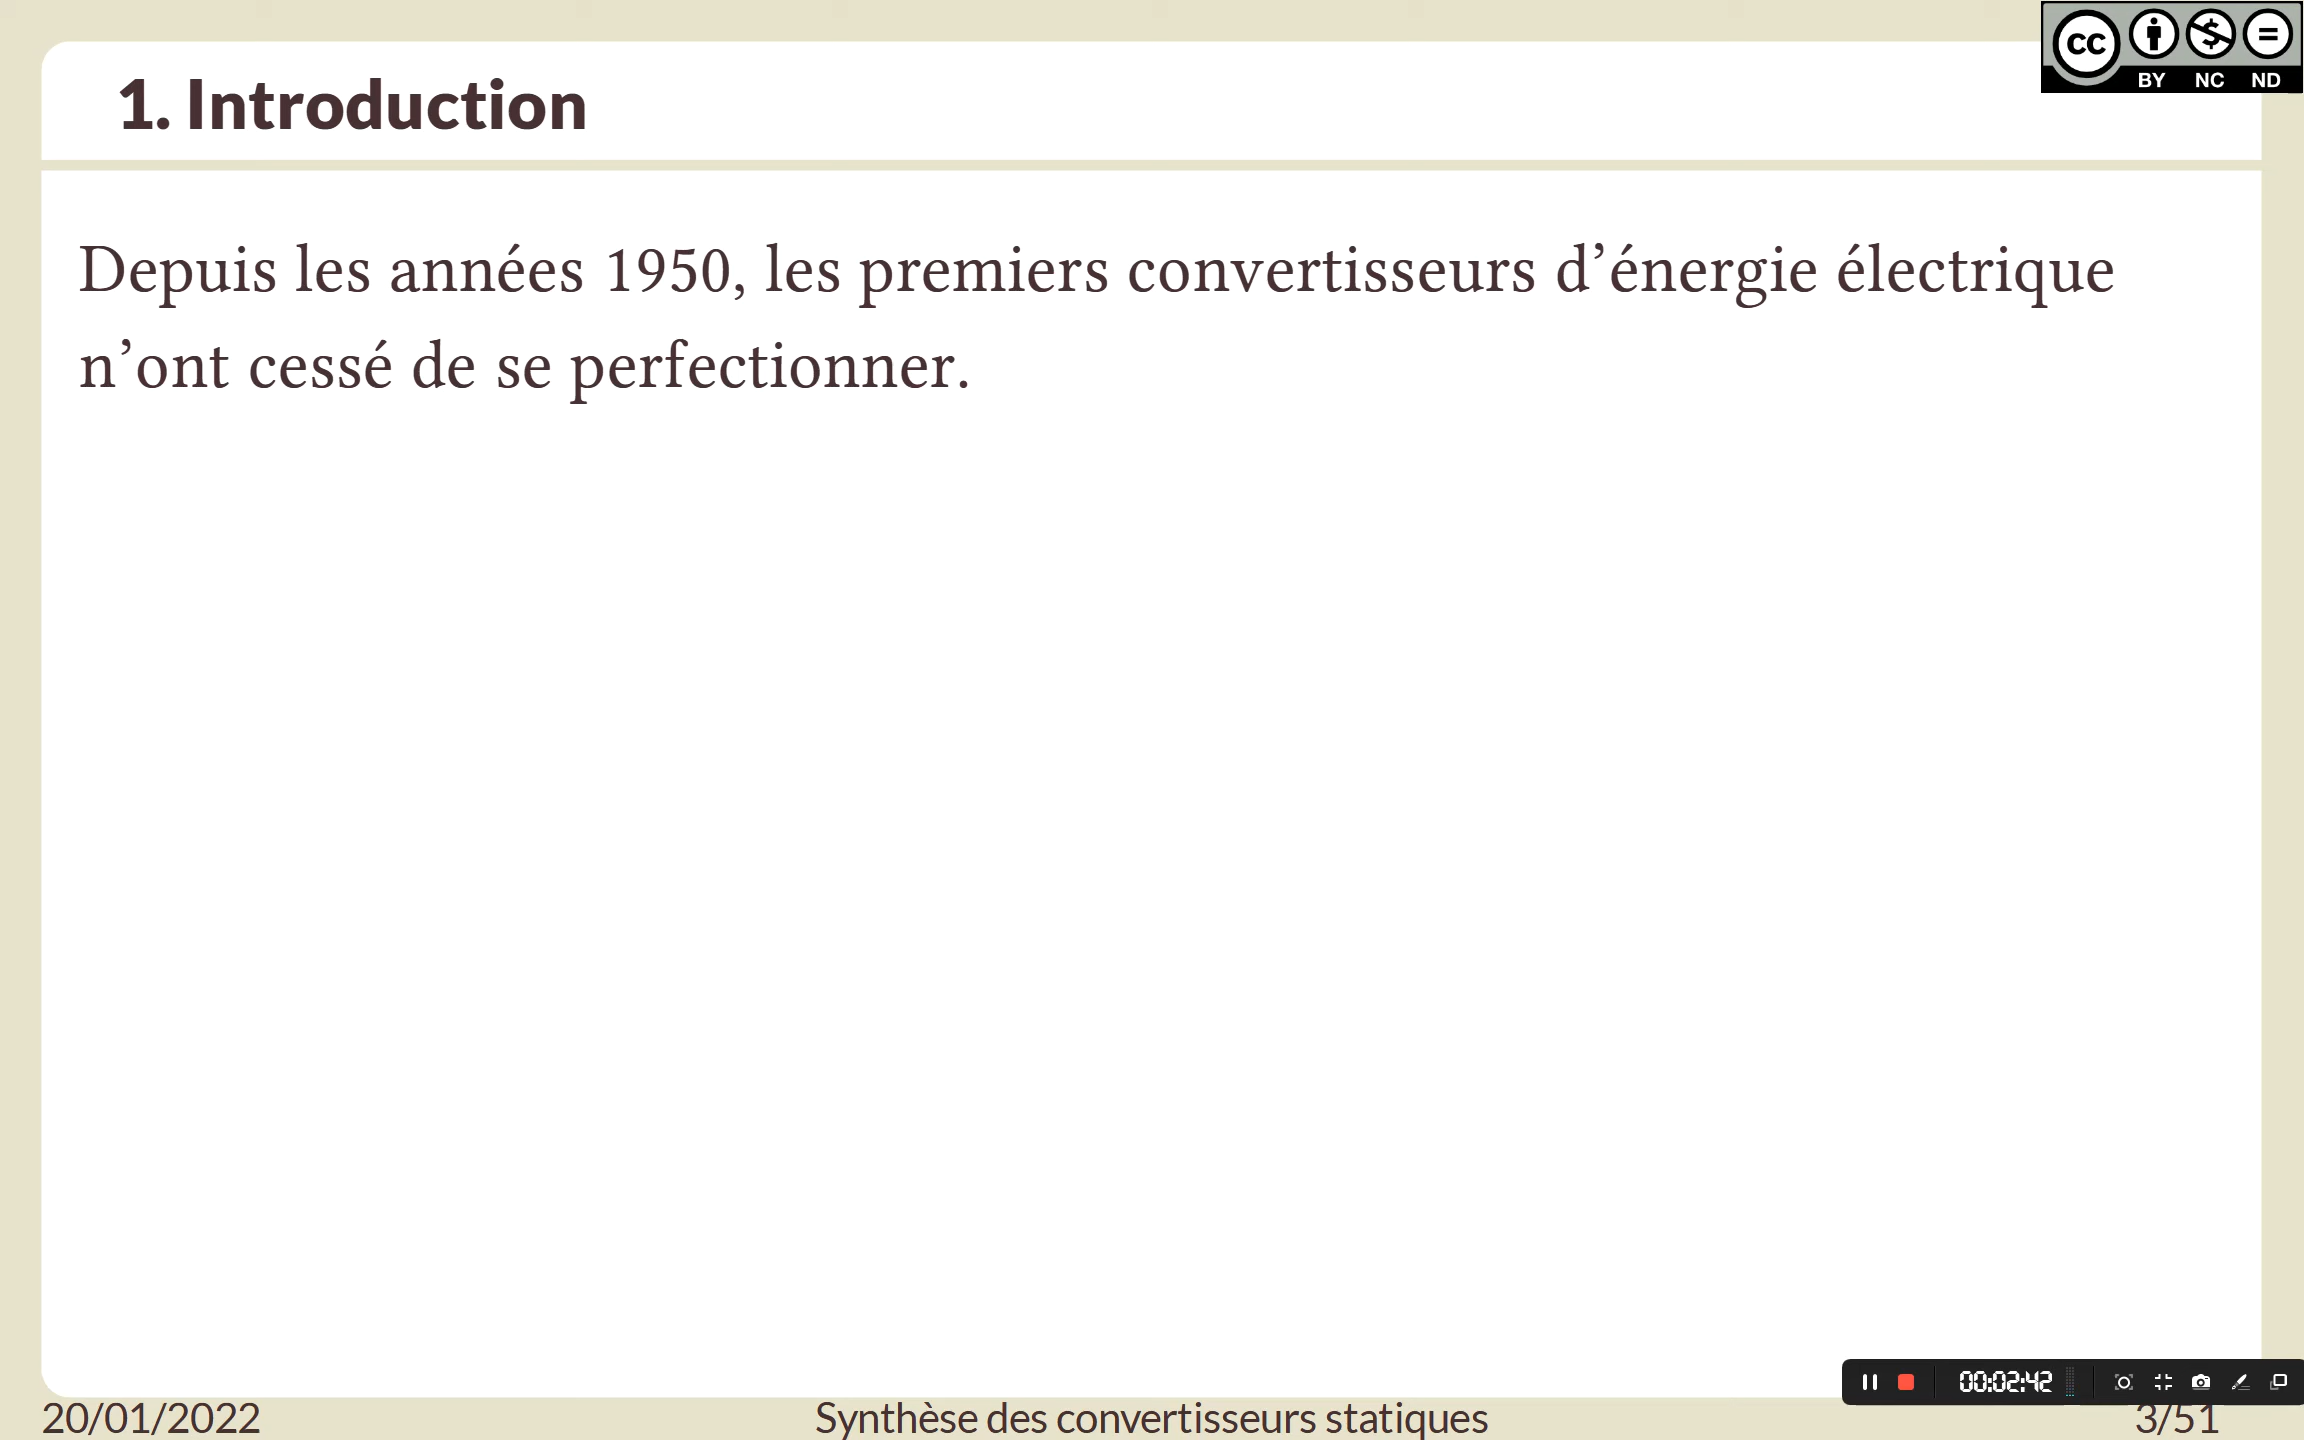 1. Introduction
cc
BY NC ND
Depuis les années 1950, les premiers convertisseurs d’énergie électrique
n’ont cessé de se perfectionner.
00:02:42
20/01/2022
Synthèse des convertisseurs statiques
3/51